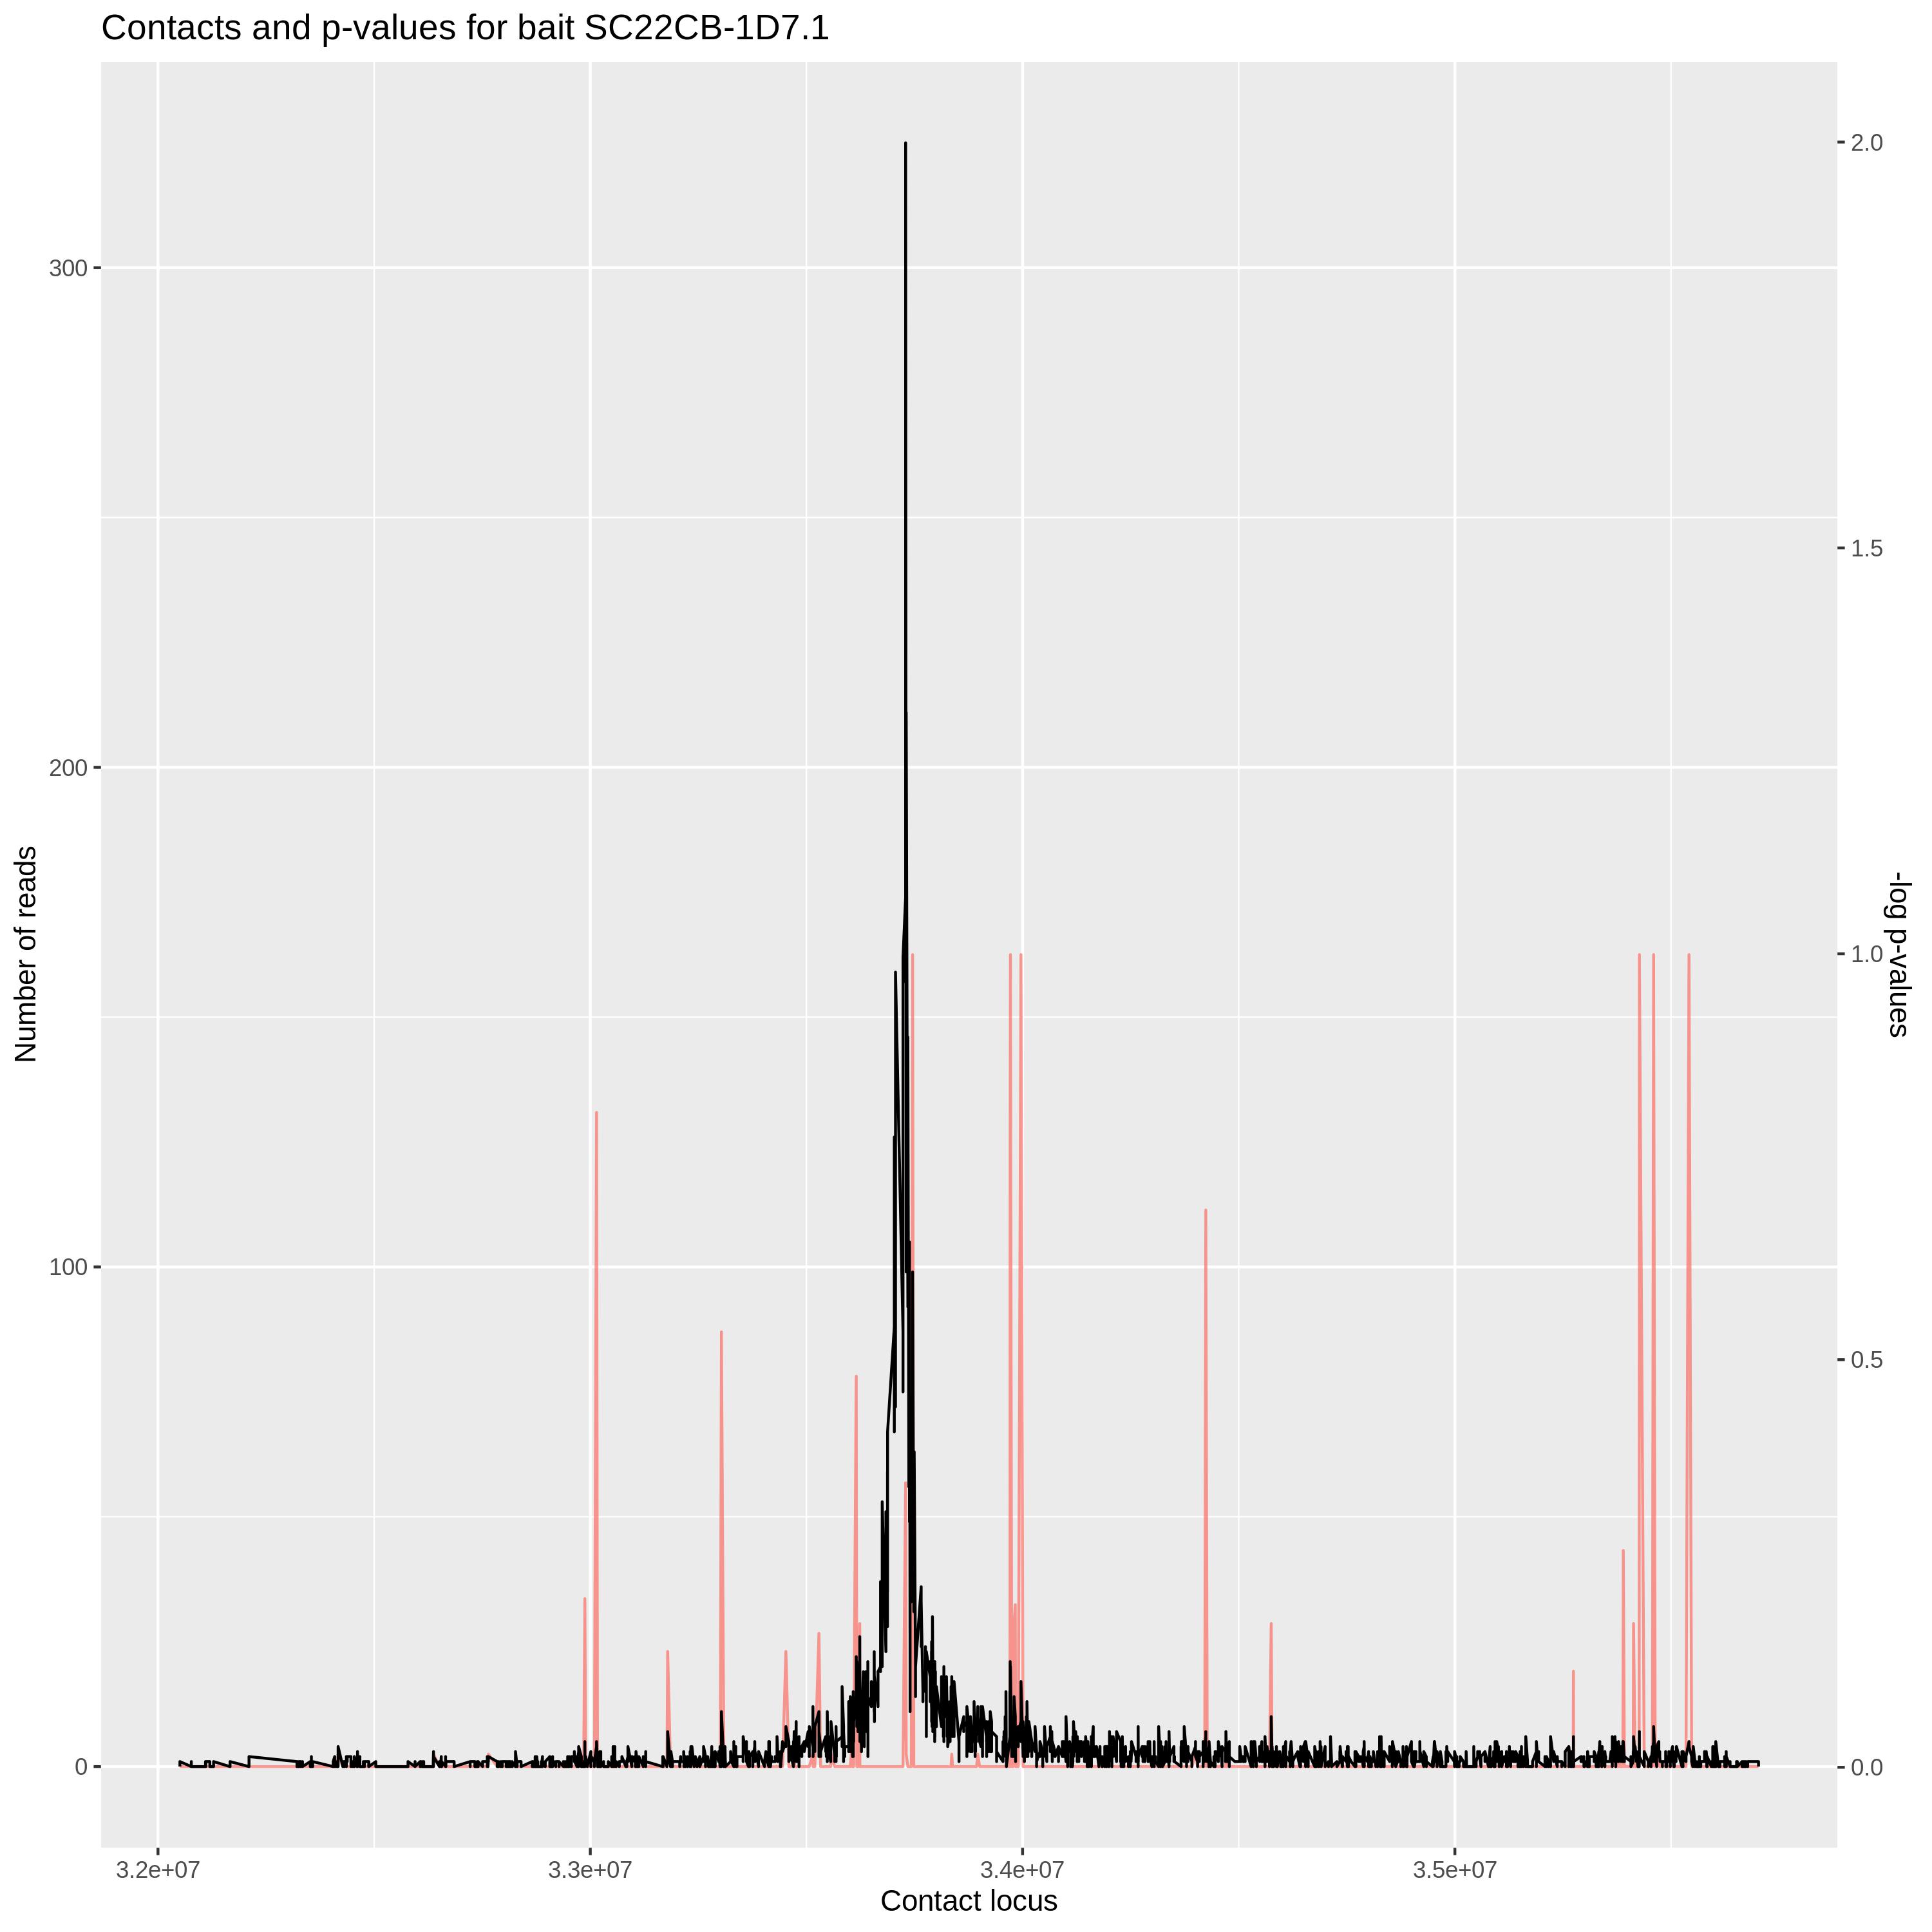 Contacts and p-values for bait SC22CB-1D7.1
Number of reads
300
200
100
0
2.0
1.5
1.0
0.5
0.0
-log p-values
3.2e+07
3.3e+07
3.4e+07
3.5e+07
Contact locus